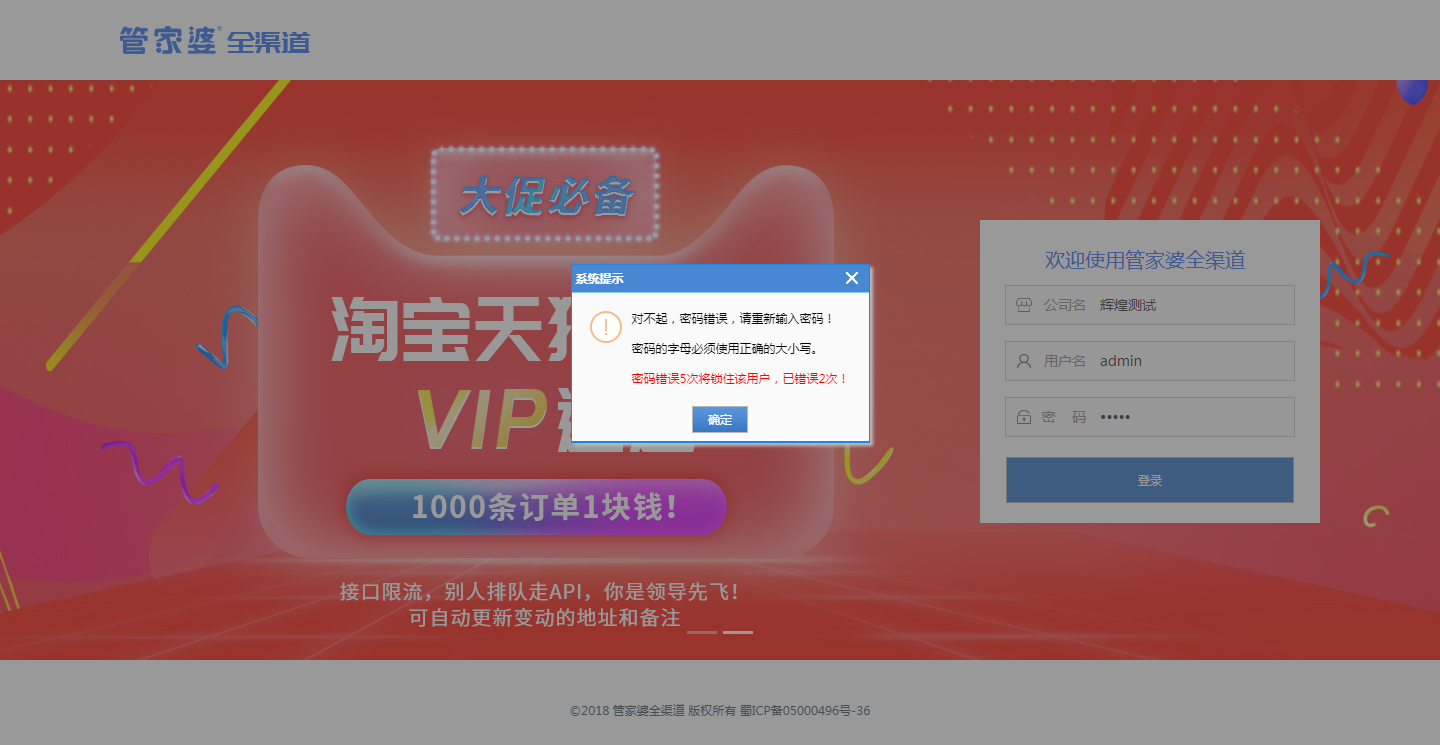 管家婆® 全渠道
大促必备
淘宝天
VIP
1000条订单1块钱!
接口限流，别人排队走API，你是领导先飞!
可自动更新变动的地址和备注
系统提示
对不起，密码错误，请重新输入密码！
密码的字母必须使用正确的大小写。
密码错误5次将锁住该用户，已错误2次！
确定
欢迎使用管家婆全渠道
公司名 辉煌测试
用户名 admin
密 码 •••••
登录
©2018 管家婆全渠道 版权所有 蜀ICP备05000496号-36